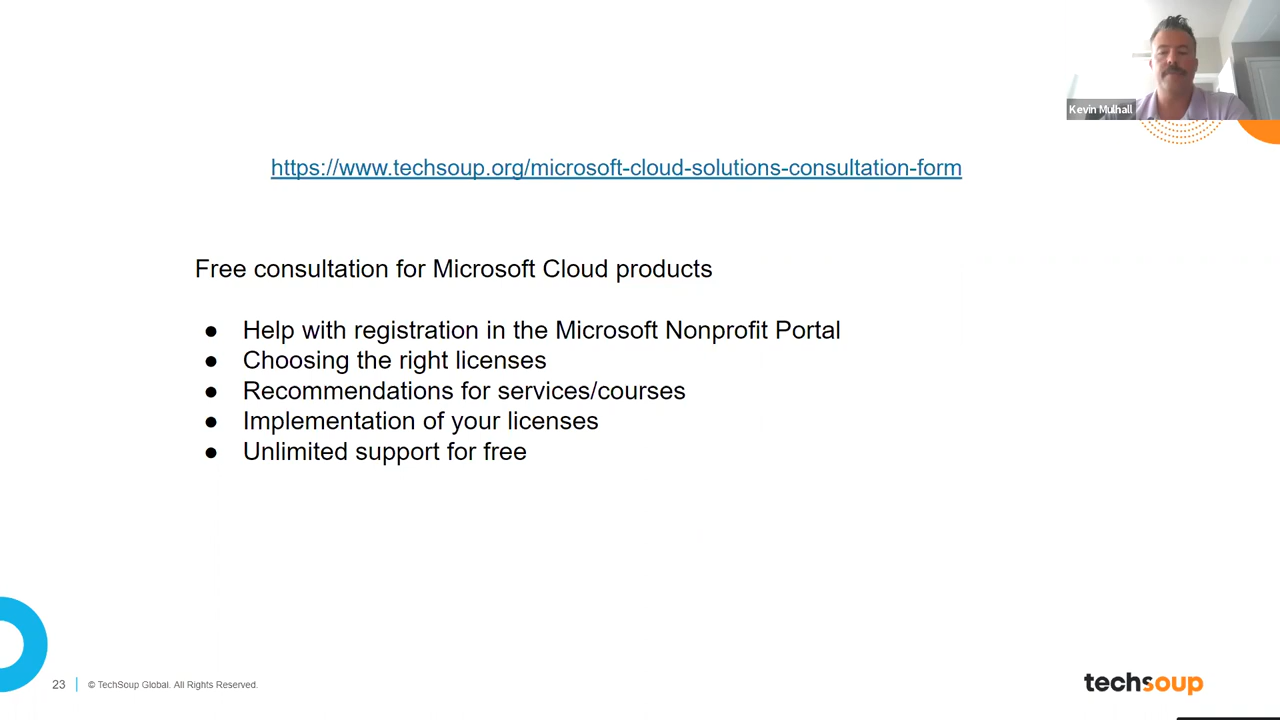 Kevin Mulhall
https://www.techsoup.org/microsoft-cloud-solutions-consultation-form
Free consultation for Microsoft Cloud products
● Help with registration in the Microsoft Nonprofit Portal
● Choosing the right licenses
● Recommendations for services/courses
● Implementation of your licenses
● Unlimited support for free
23 | © TechSoup Global. All Rights Reserved.
techsoup